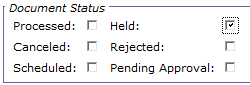 Document Status
Processed: Held:
Canceled: Rejected:
Scheduled: Pending Approval: